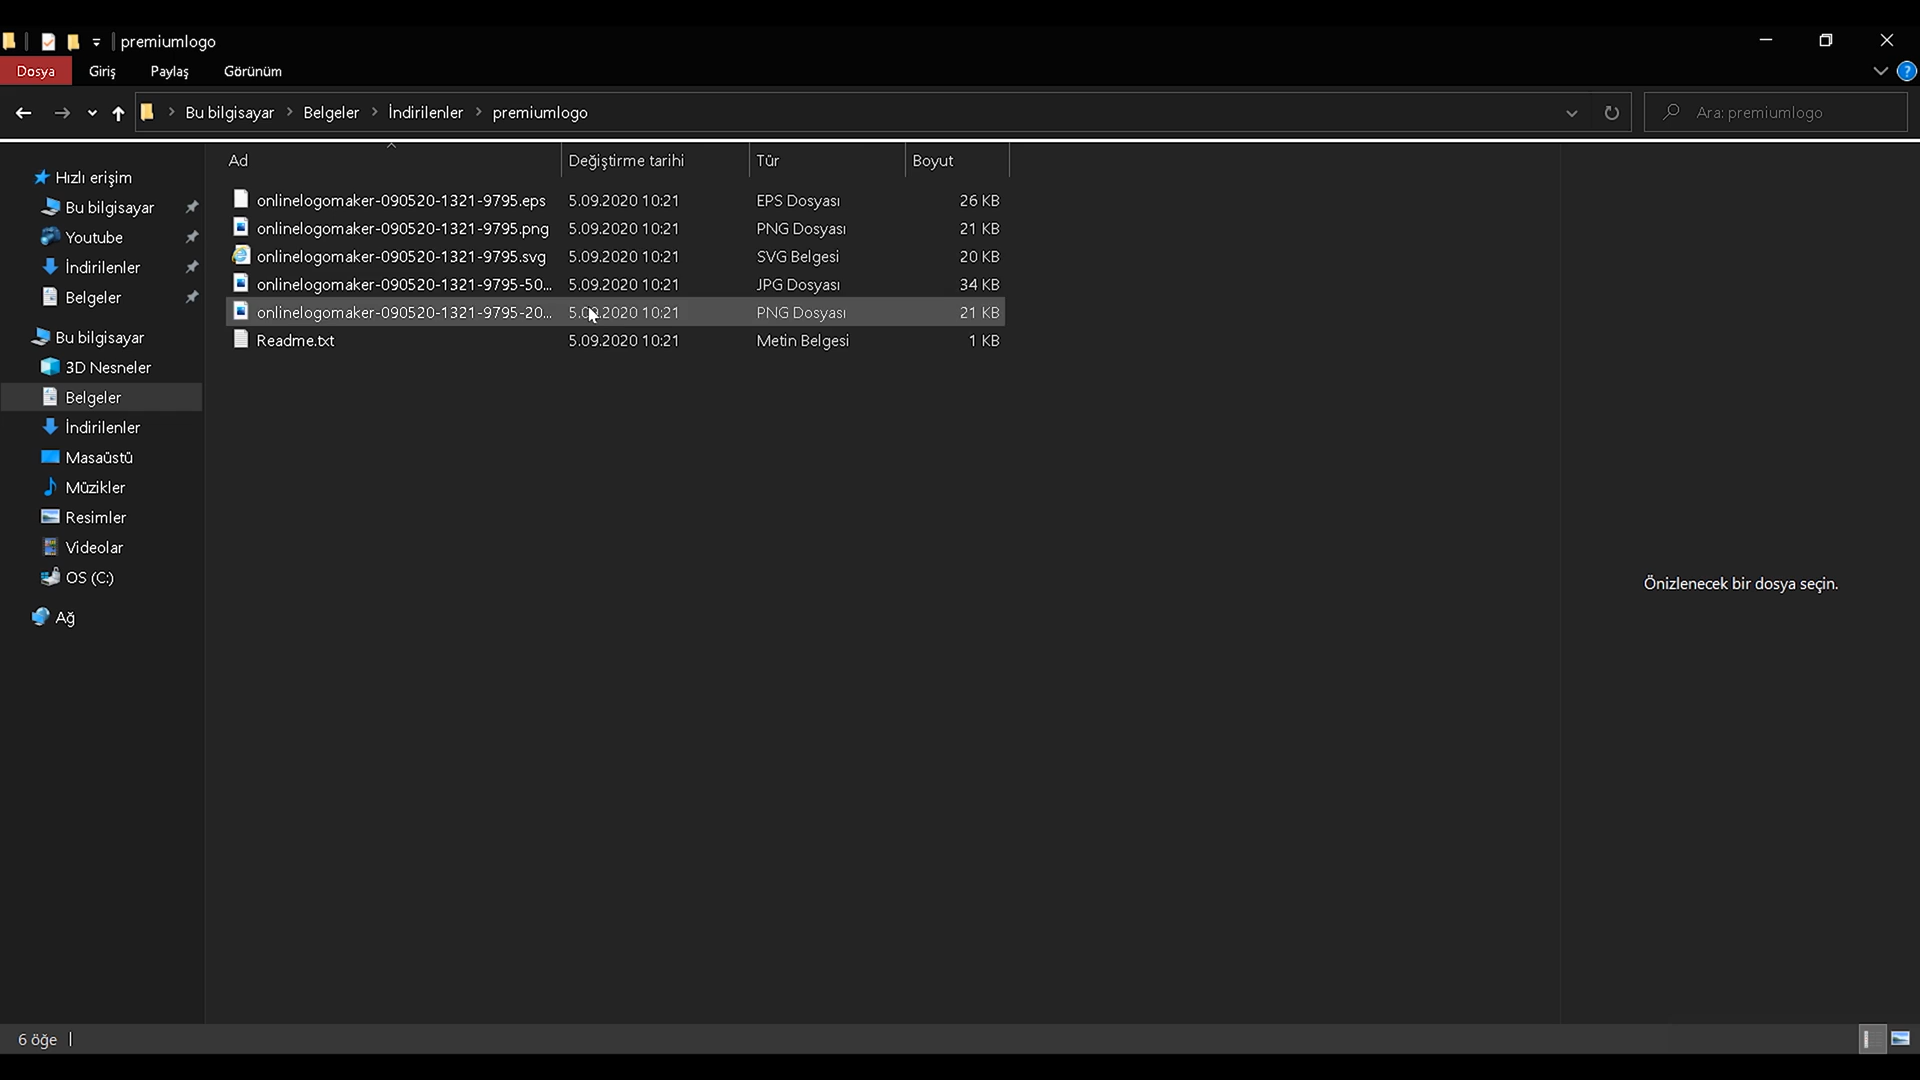 premiumlogo
Dosya Giriş Paylaş Görünüm
Bu bilgisayar Belgeler İndirilenler premiumlogo Ara: premiumlogo
Ad Değiştirme tarihi Tür Boyut
onlinelogomaker-090520-1321-9795.eps 5.09.2020 10:21 EPS Dosyası 26 KB
onlinelogomaker-090520-1321-9795.png 5.09.2020 10:21 PNG Dosyası 21 KB
onlinelogomaker-090520-1321-9795.svg 5.09.2020 10:21 SVG Belgesi 20 KB
onlinelogomaker-090520-1321-9795-50... 5.09.2020 10:21 JPG Dosyası 34 KB
onlinelogomaker-090520-1321-9795-20... 5.09.2020 10:21 PNG Dosyası 21 KB
Readme.txt 5.09.2020 10:21 Metin Belgesi 1 KB
Hızlı erişim
Bu bilgisayar
Youtube
İndirilenler
Belgeler
Bu bilgisayar
3D Nesneler
Belgeler
İndirilenler
Masaüstü
Müzikler
Resimler
Videolar
OS (C:)
Ağ
Önizlenecek bir dosya seçin.
6 öğe